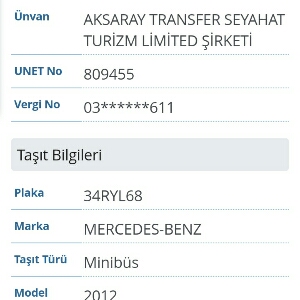 Ünvan AKSARAY TRANSFER SEYAHAT
TURİZM LİMİTED ŞİRKETİ
UNET No 809455
Vergi No 03******611
Taşıt Bilgileri
Plaka 34RYL68
Marka MERCEDES-BENZ
Taşıt Türü Minibüs
Model 2012